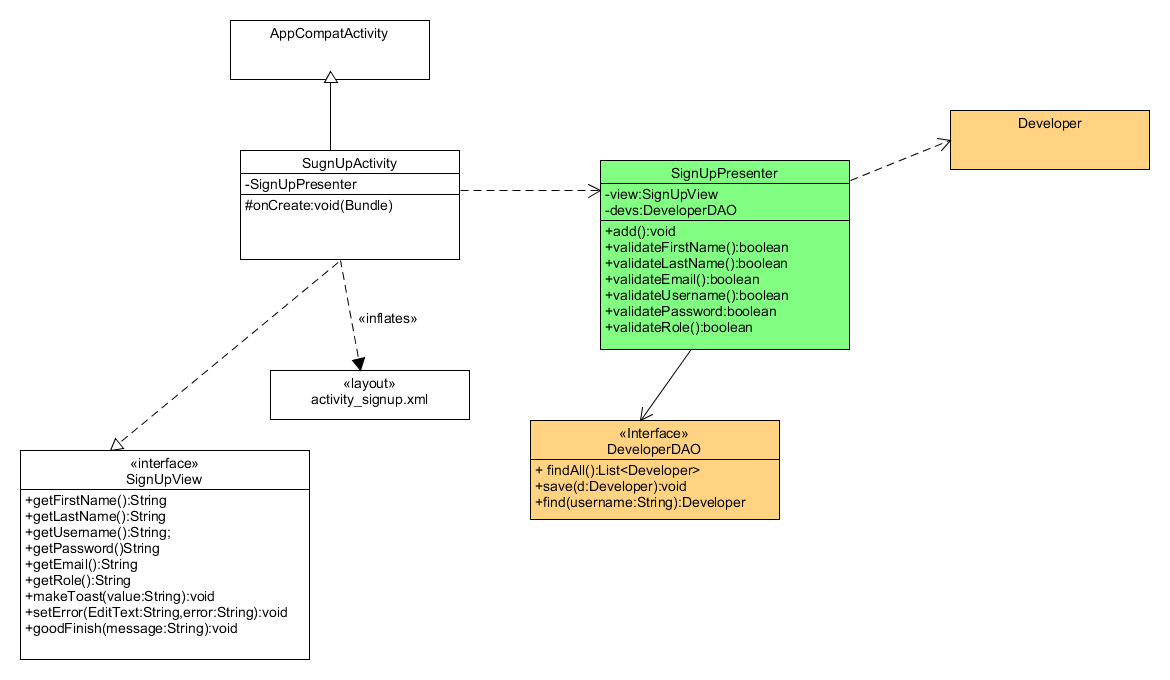 AppCompatActivity
SugnUpActivity
-SignUpPresenter
#onCreate:void(Bundle)
SignUpPresenter
-view:SignUpView
-devs:DeveloperDAO
+add():void
+validateFirstName():boolean
+validateLastName():boolean
+validateEmail():boolean
+validateUsername():boolean
+validatePassword:boolean
+validateRole():boolean
Developer
«inflates»
«layout»
activity_signup.xml
«Interface»
DeveloperDAO
+ findAll():List<Developer>
+save(d:Developer):void
+find(username:String):Developer
«interface»
SignUpView
+getFirstName():String
+getLastName():String
+getUsername():String;
+getPassword()String
+getEmail():String
+getRole():String
+makeToast(value:String):void
+setError(EditText:String,error:String):void
+goodFinish(message:String):void